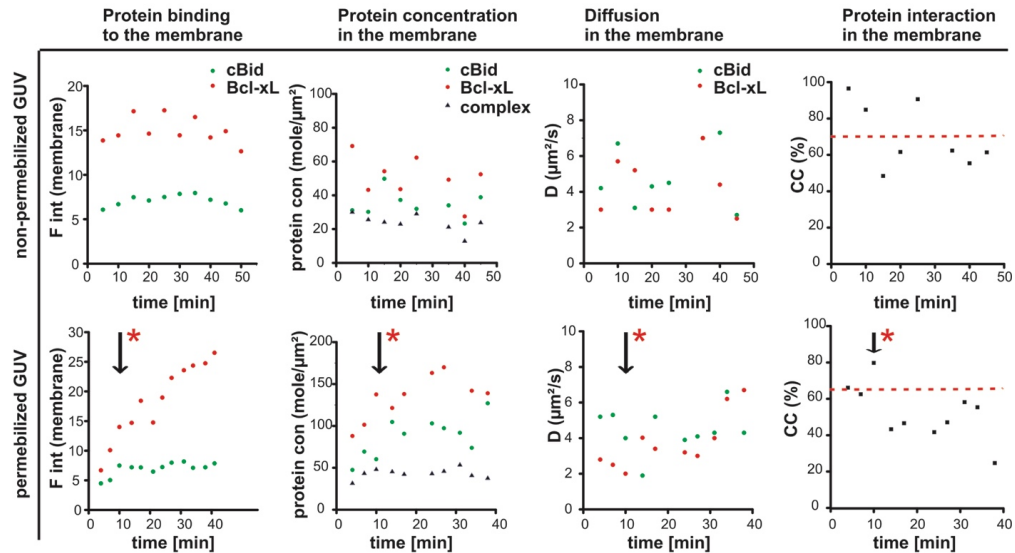 Protein binding
to the membrane
Protein concentration
in the membrane
Diffusion
in the membrane
Protein interaction
in the membrane
non-permebilized GUV
F int (membrane)
20
15
10
5
0
0 10 20 30 40 50
time [min]
cBid
Bcl-xL
protein con (mole/µm²)
100
80
60
40
20
0
0 10 20 30 40 50
time [min]
cBid
Bcl-xL
complex
D (µm²/s)
10
8
6
4
2
0
0 10 20 30 40 50
time [min]
cBid
Bcl-xL
CC (%)
100
80
60
40
20
0
0 10 20 30 40 50
time [min]
permebilized GUV
F int (membrane)
30
25
20
15
10
5
0
0 10 20 30 40
time [min]
*
protein con (mole/µm²)
200
150
100
50
0
0 10 20 30 40
time [min]
*
D (µm²/s)
10
8
6
4
2
0
0 10 20 30 40
time [min]
*
CC (%)
100
80
60
40
20
0
0 10 20 30 40
time [min]
*